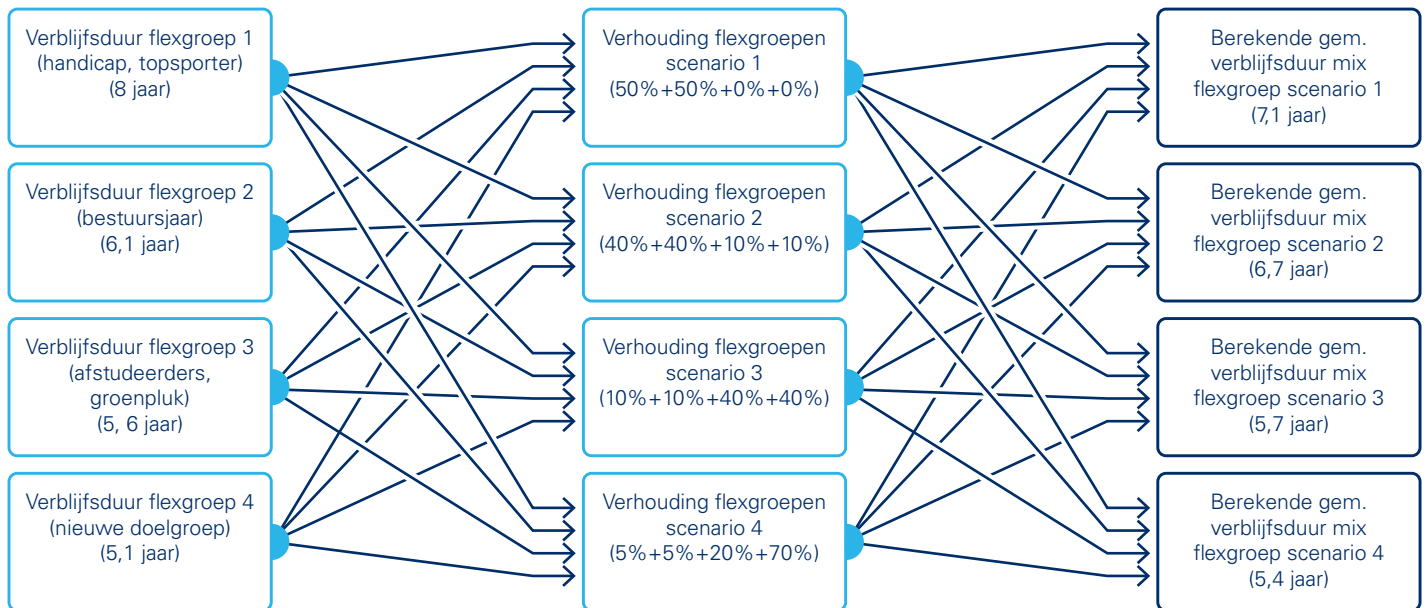 Verblijfsduur flexgroep 1
(handicap, topsporter)
(8 jaar)
Verblijfsduur flexgroep 2
(bestuursjaar)
(6,1 jaar)
Verblijfsduur flexgroep 3
(afstudeerders,
groenpluk)
(5, 6 jaar)
Verblijfsduur flexgroep 4
(nieuwe doelgroep)
(5,1 jaar)
Verhouding flexgroepen
scenario 1
(50%+50%+0%+0%)
Verhouding flexgroepen
scenario 2
(40%+40%+10%+10%)
Verhouding flexgroepen
scenario 3
(10%+10%+40%+40%)
Verhouding flexgroepen
scenario 4
(5%+5%+20%+70%)
Berekende gem.
verblijfsduur mix
flexgroep scenario 1
(7,1 jaar)
Berekende gem.
verblijfsduur mix
flexgroep scenario 2
(6,7 jaar)
Berekende gem.
verblijfsduur mix
flexgroep scenario 3
(5,7 jaar)
Berekende gem.
verblijfsduur mix
flexgroep scenario 4
(5,4 jaar)